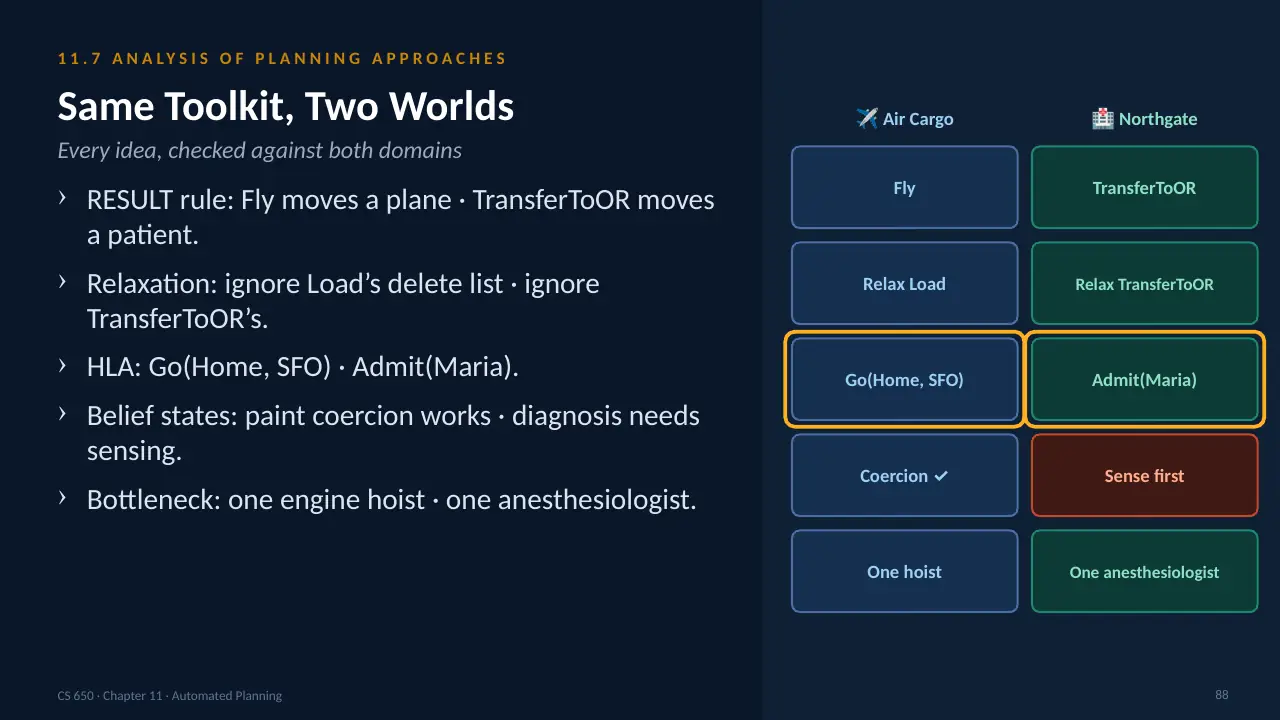 11.7 ANALYSIS OF PLANNING APPROACHES
Same Toolkit, Two Worlds
Every idea, checked against both domains
› RESULT rule: Fly moves a plane · TransferToOR moves
a patient.
› Relaxation: ignore Load’s delete list · ignore
TransferToOR’s.
› HLA: Go(Home, SFO) · Admit(Maria).
› Belief states: paint coercion works · diagnosis needs
sensing.
› Bottleneck: one engine hoist · one anesthesiologist.
✈️ Air Cargo
🏥 Northgate
Fly
TransferToOR
Relax Load
Relax TransferToOR
Go(Home, SFO)
Admit(Maria)
Coercion ✓
Sense first
One hoist
One anesthesiologist
CS 650 · Chapter 11 · Automated Planning
88